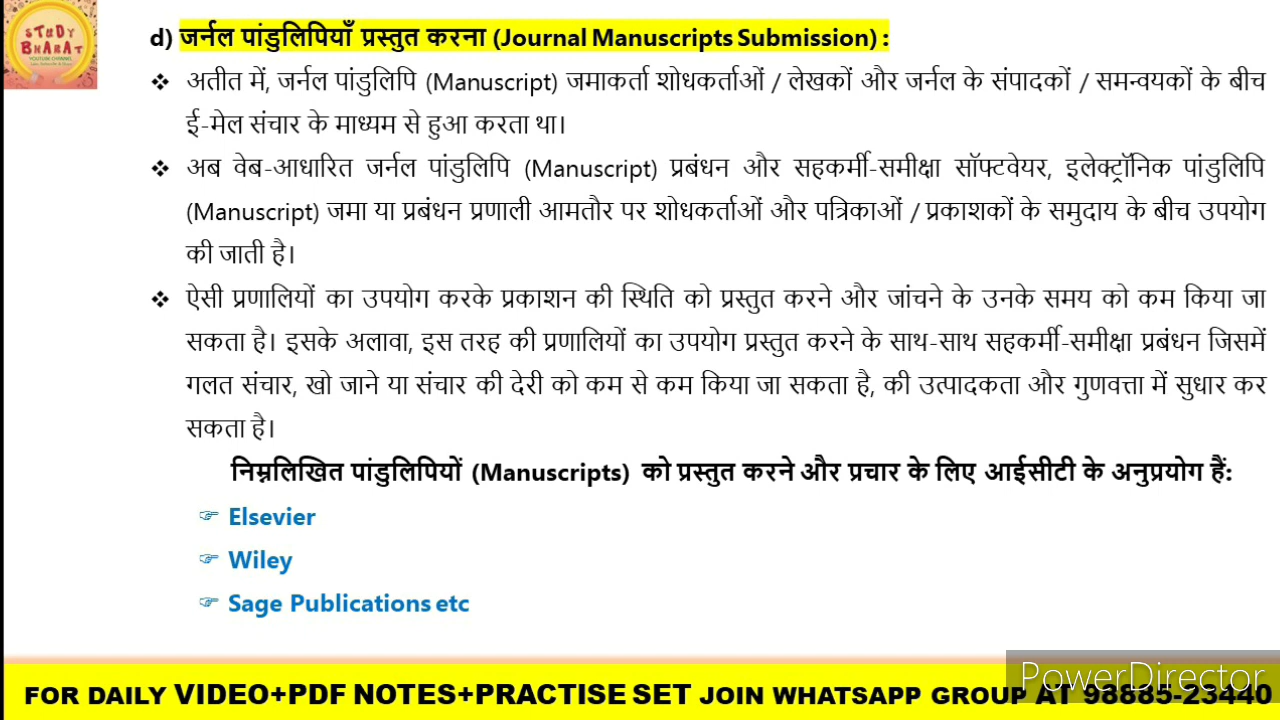 STUDY
BHARAT
YOUTUBE CHANNEL
d) जर्नल पांडुलिपियाँ प्रस्तुत करना (Journal Manuscripts Submission) :
❖ अतीत में, जर्नल पांडुलिपि (Manuscript) जमाकर्ता शोधकर्ताओं / लेखकों और जर्नल के संपादकों / समन्वयकों के बीच
ई-मेल संचार के माध्यम से हुआ करता था।
❖ अब वेब-आधारित जर्नल पांडुलिपि (Manuscript) प्रबंधन और सहकर्मी-समीक्षा सॉफ्टवेयर, इलेक्ट्रॉनिक पांडुलिपि
(Manuscript) जमा या प्रबंधन प्रणाली आमतौर पर शोधकर्ताओं और पत्रिकाओं / प्रकाशकों के समुदाय के बीच उपयोग
की जाती है।
❖ ऐसी प्रणालियों का उपयोग करके प्रकाशन की स्थिति को प्रस्तुत करने और जांचने के उनके समय को कम किया जा
सकता है। इसके अलावा, इस तरह की प्रणालियों का उपयोग प्रस्तुत करने के साथ-साथ सहकर्मी-समीक्षा प्रबंधन जिसमें
गलत संचार, खो जाने या संचार की देरी को कम से कम किया जा सकता है, की उत्पादकता और गुणवत्ता में सुधार कर
सकता है।
निम्नलिखित पांडुलिपियों (Manuscripts) को प्रस्तुत करने और प्रचार के लिए आईसीटी के अनुप्रयोग हैं:
☞ Elsevier
☞ Wiley
☞ Sage Publications etc
PowerDirector
FOR DAILY VIDEO+PDF NOTES+PRACTISE SET JOIN WHATSAPP GROUP AT 98885-23440